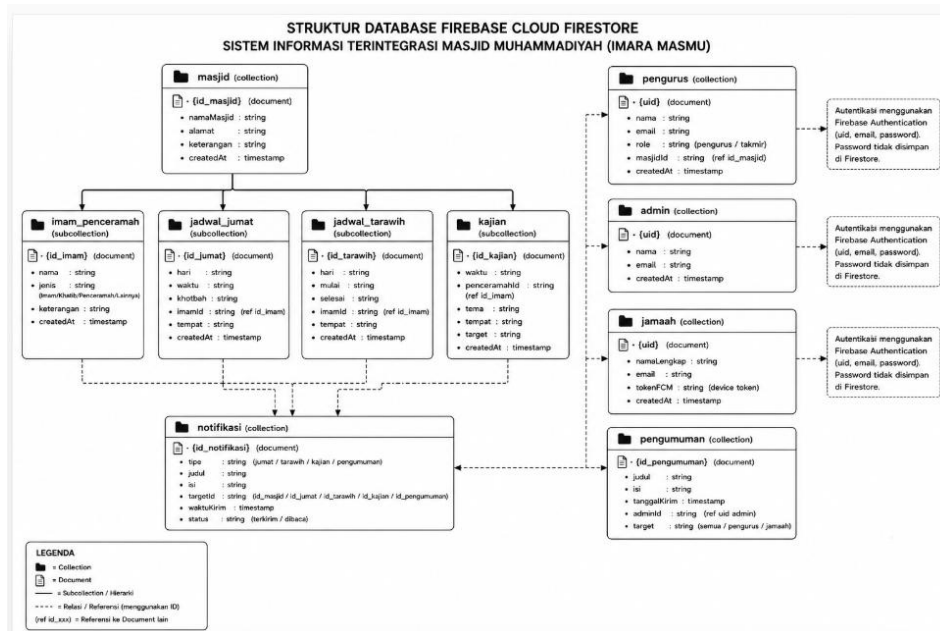 STRUKTUR DATABASE FIREBASE CLOUD FIRESTORE
SISTEM INFORMASI TERINTEGRASI MASJID MUHAMMADIYAH (IMARA MASMU)
masjid (collection)
- {id_masjid} (document)
• namaMasjid : string
• alamat : string
• keterangan : string
• createdAt : timestamp
imam_penceramah
(subcollection)
- {id_imam} (document)
• nama : string
• jenis : string
(Imam/Khatib/Penceramah/Lainnya)
• keterangan : string
• createdAt : timestamp
jadwal_jumat
(subcollection)
- {id_jumat} (document)
• hari : string
• waktu : string
• khotbah : string
• imamId : string (ref id_imam)
• tempat : string
• createdAt : timestamp
jadwal_tarawih
(subcollection)
- {id_tarawih} (document)
• hari : string
• mulai : string
• selesai : string
• imamId : string (ref id_imam)
• tempat : string
• createdAt : timestamp
kajian
(subcollection)
- {id_kajian} (document)
• waktu : string
• penceramahId : string
(ref id_imam)
• tema : string
• tempat : string
• target : string
• createdAt : timestamp
notifikasi (collection)
- {id_notifikasi} (document)
• tipe : string (jumat / tarawih / kajian / pengumuman)
• judul : string
• isi : string
• targetId : string (id_masjid / id_jumat / id_tarawih / id_kajian / id_pengumuman)
• waktuKirim : timestamp
• status : string (terkirim / dibaca)
pengurus (collection)
- {uid} (document)
• nama : string
• email : string
• role : string (pengurus / takmir)
• masjidId : string (ref id_masjid)
• createdAt : timestamp
Autentikasi menggunakan
Firebase Authentication
(uid, email, password).
Password tidak disimpan
di Firestore.
admin (collection)
- {uid} (document)
• nama : string
• email : string
• createdAt : timestamp
Autentikasi menggunakan
Firebase Authentication
(uid, email, password).
Password tidak disimpan
di Firestore.
jamaah (collection)
- {uid} (document)
• namaLengkap : string
• email : string
• tokenFCM : string (device token)
• createdAt : timestamp
Autentikasi menggunakan
Firebase Authentication
(uid, email, password).
Password tidak disimpan
di Firestore.
pengumuman (collection)
- {id_pengumuman} (document)
• judul : string
• isi : string
• tanggalKirim : timestamp
• adminId : string (ref uid admin)
• target : string (semua / pengurus / jamaah)
LEGENDA
= Collection
= Document
= Subcollection / Hierarki
= Relasi / Referensi (menggunakan ID)
(ref id_xxx) = Referensi ke Document lain